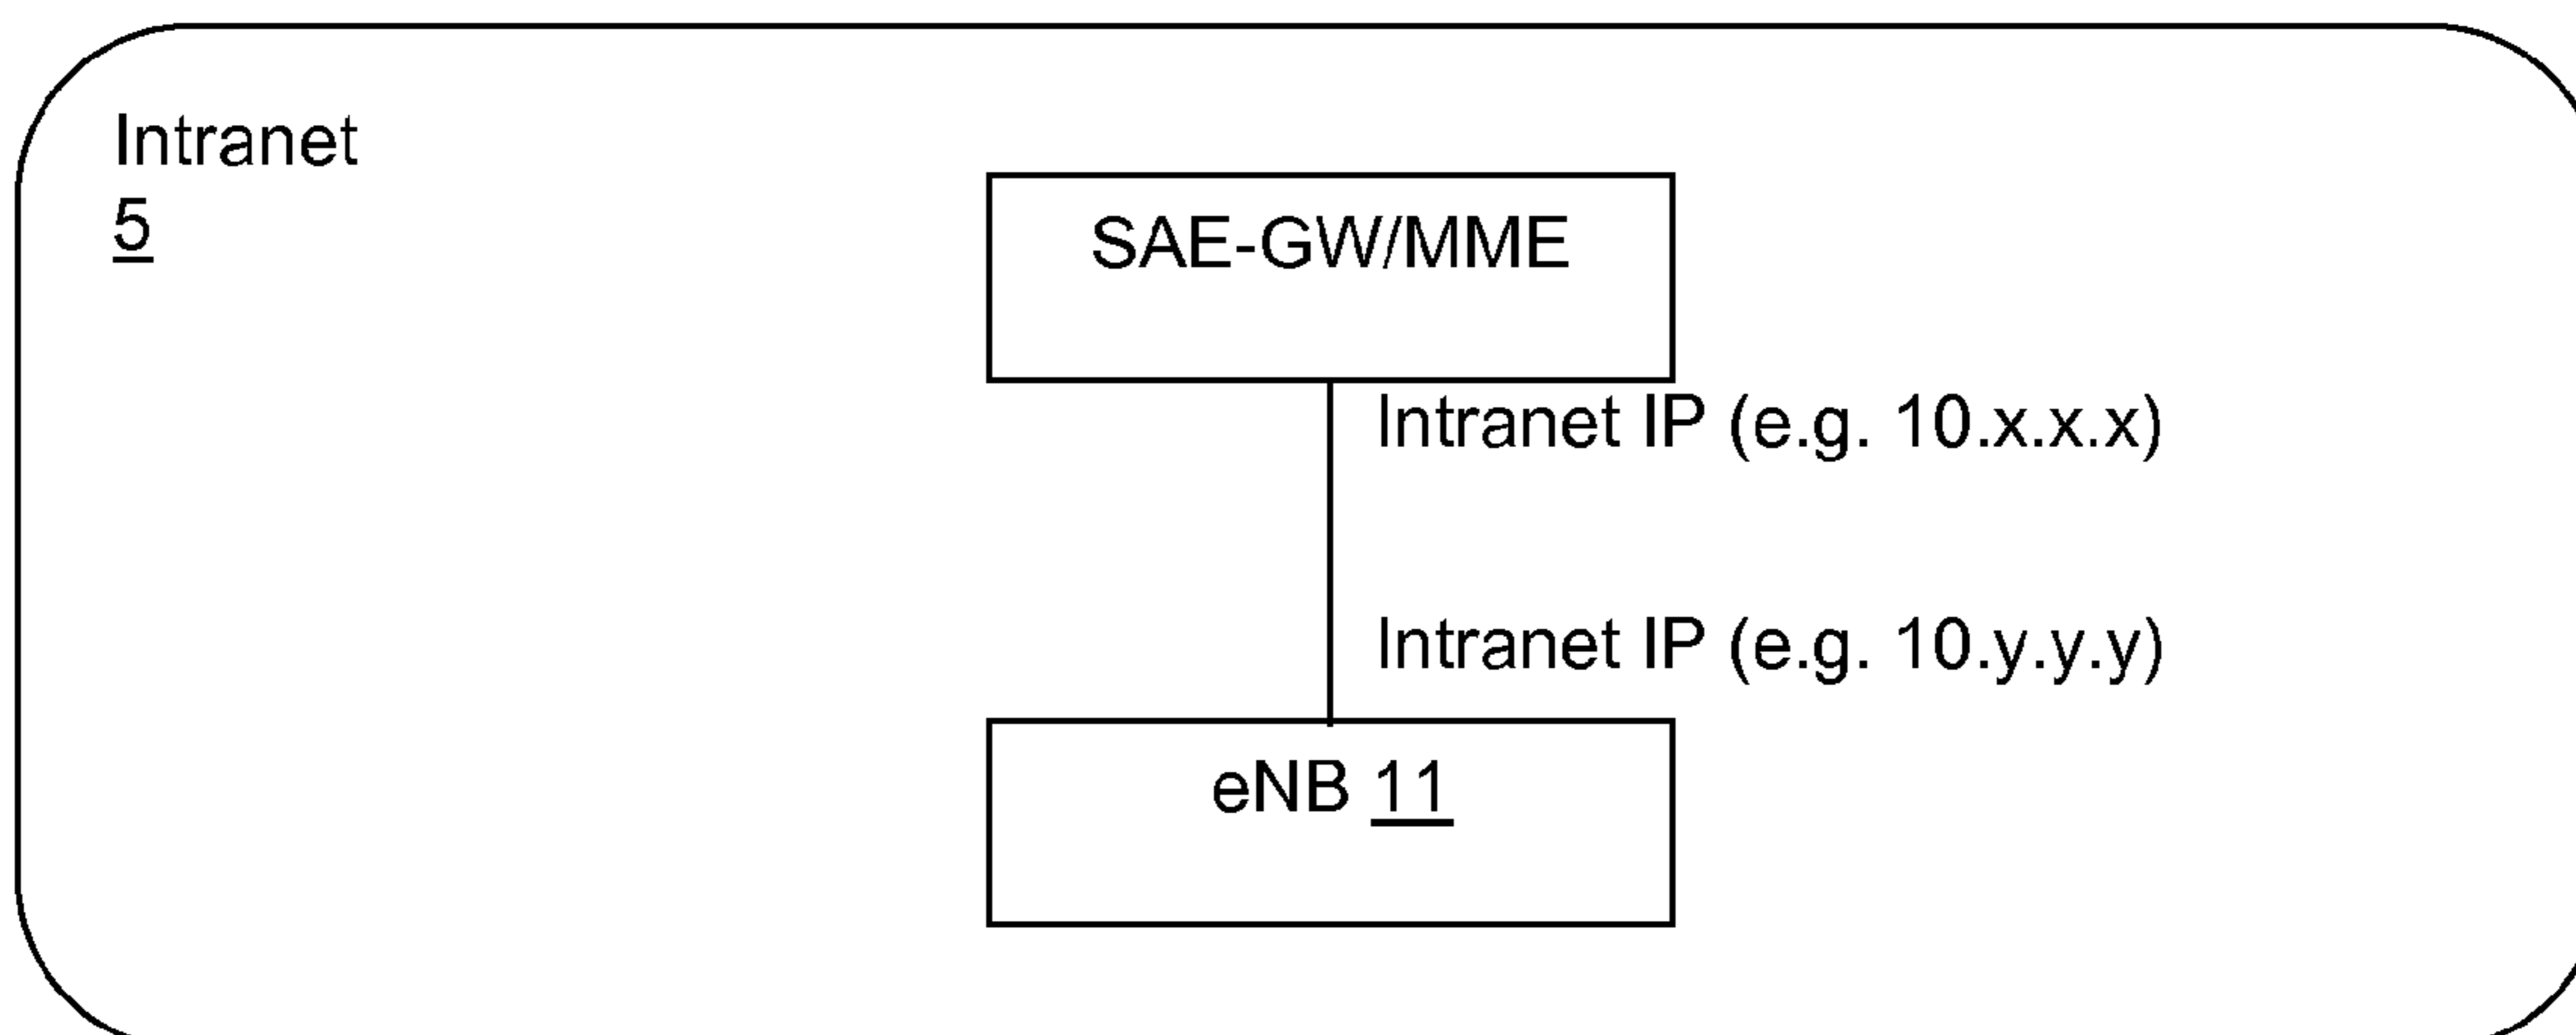 Intranet
5
SAE-GW/MME
Intranet IP (e.g. 10.x.x.x)
Intranet IP (e.g. 10.y.y.y)
eNB 11